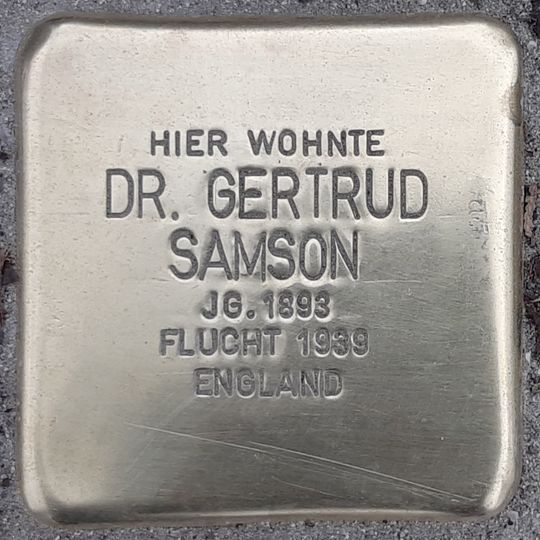 HIER WOHNTE
DR. GERTRUD
SAMSON
JG. 1893
FLUCHT 1939
ENGLAND